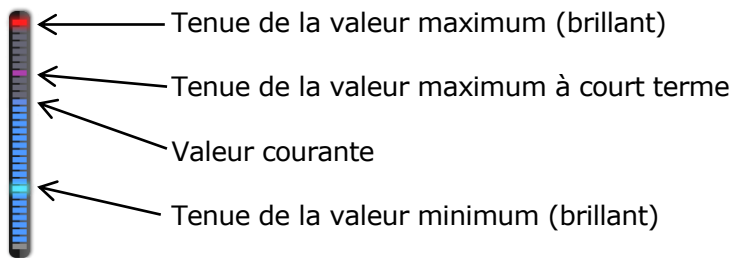 Tenue de la valeur maximum (brillant)
Tenue de la valeur maximum à court terme
Valeur courante
Tenue de la valeur minimum (brillant)